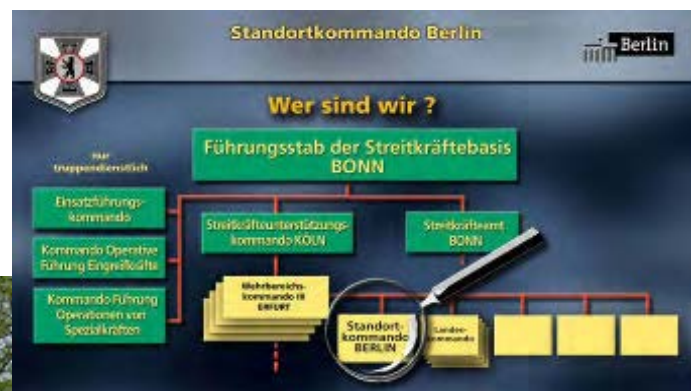 Standortkommando Berlin
Berlin
Wer sind wir ?
nur
truppendienstlich
Führungsstab der Streitkräftebasis
BONN
Einsatzführungs-
kommando
Kommando Operative
Führung Eingreifkräfte
Kommando Führung
Operationen von
Spezialkräften
Streitkräfteunterstützungs-
kommando KÖLN
Streitkräfteamt
BONN
Wehrbereichs-
kommando III
ERFURT
Standort-
kommando
BERLIN
Landes-
kommando